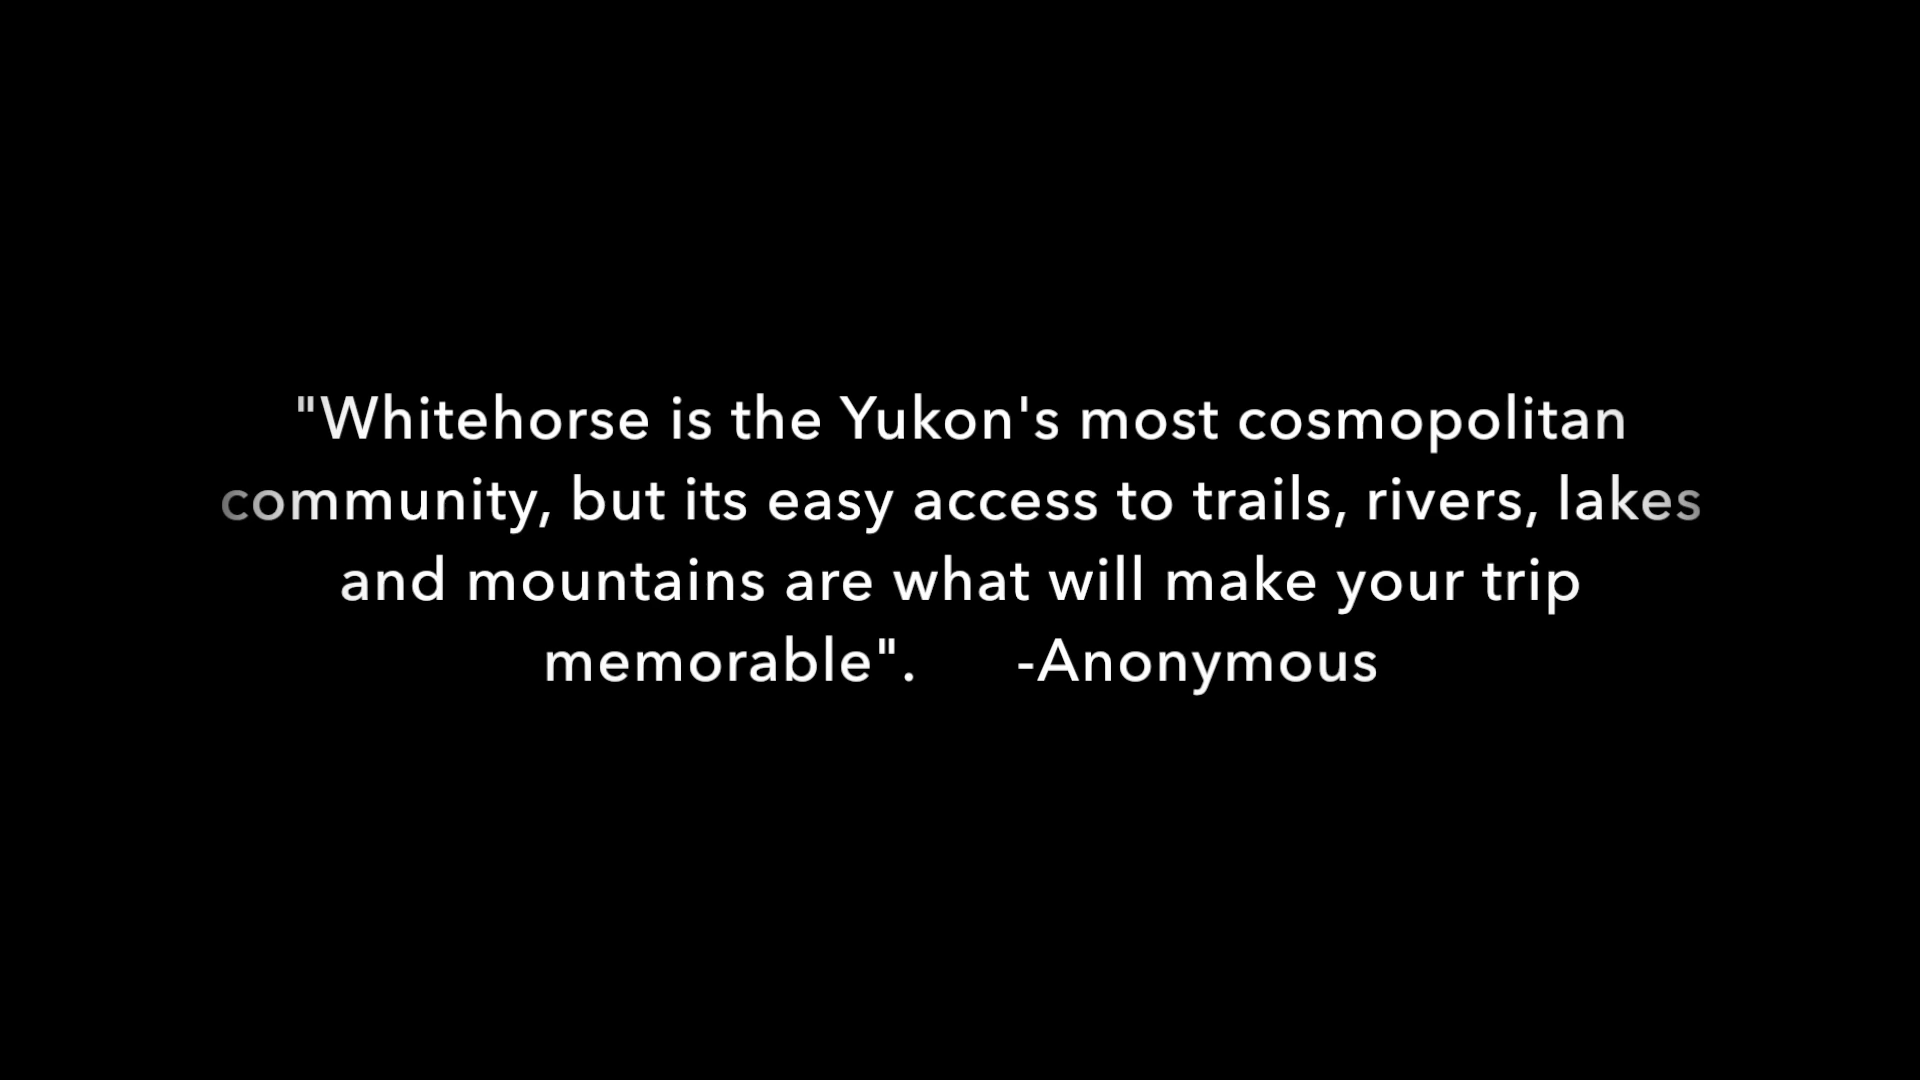 "Whitehorse is the Yukon's most cosmopolitan
community, but its easy access to trails, rivers, lakes
and mountains are what will make your trip
memorable".     -Anonymous